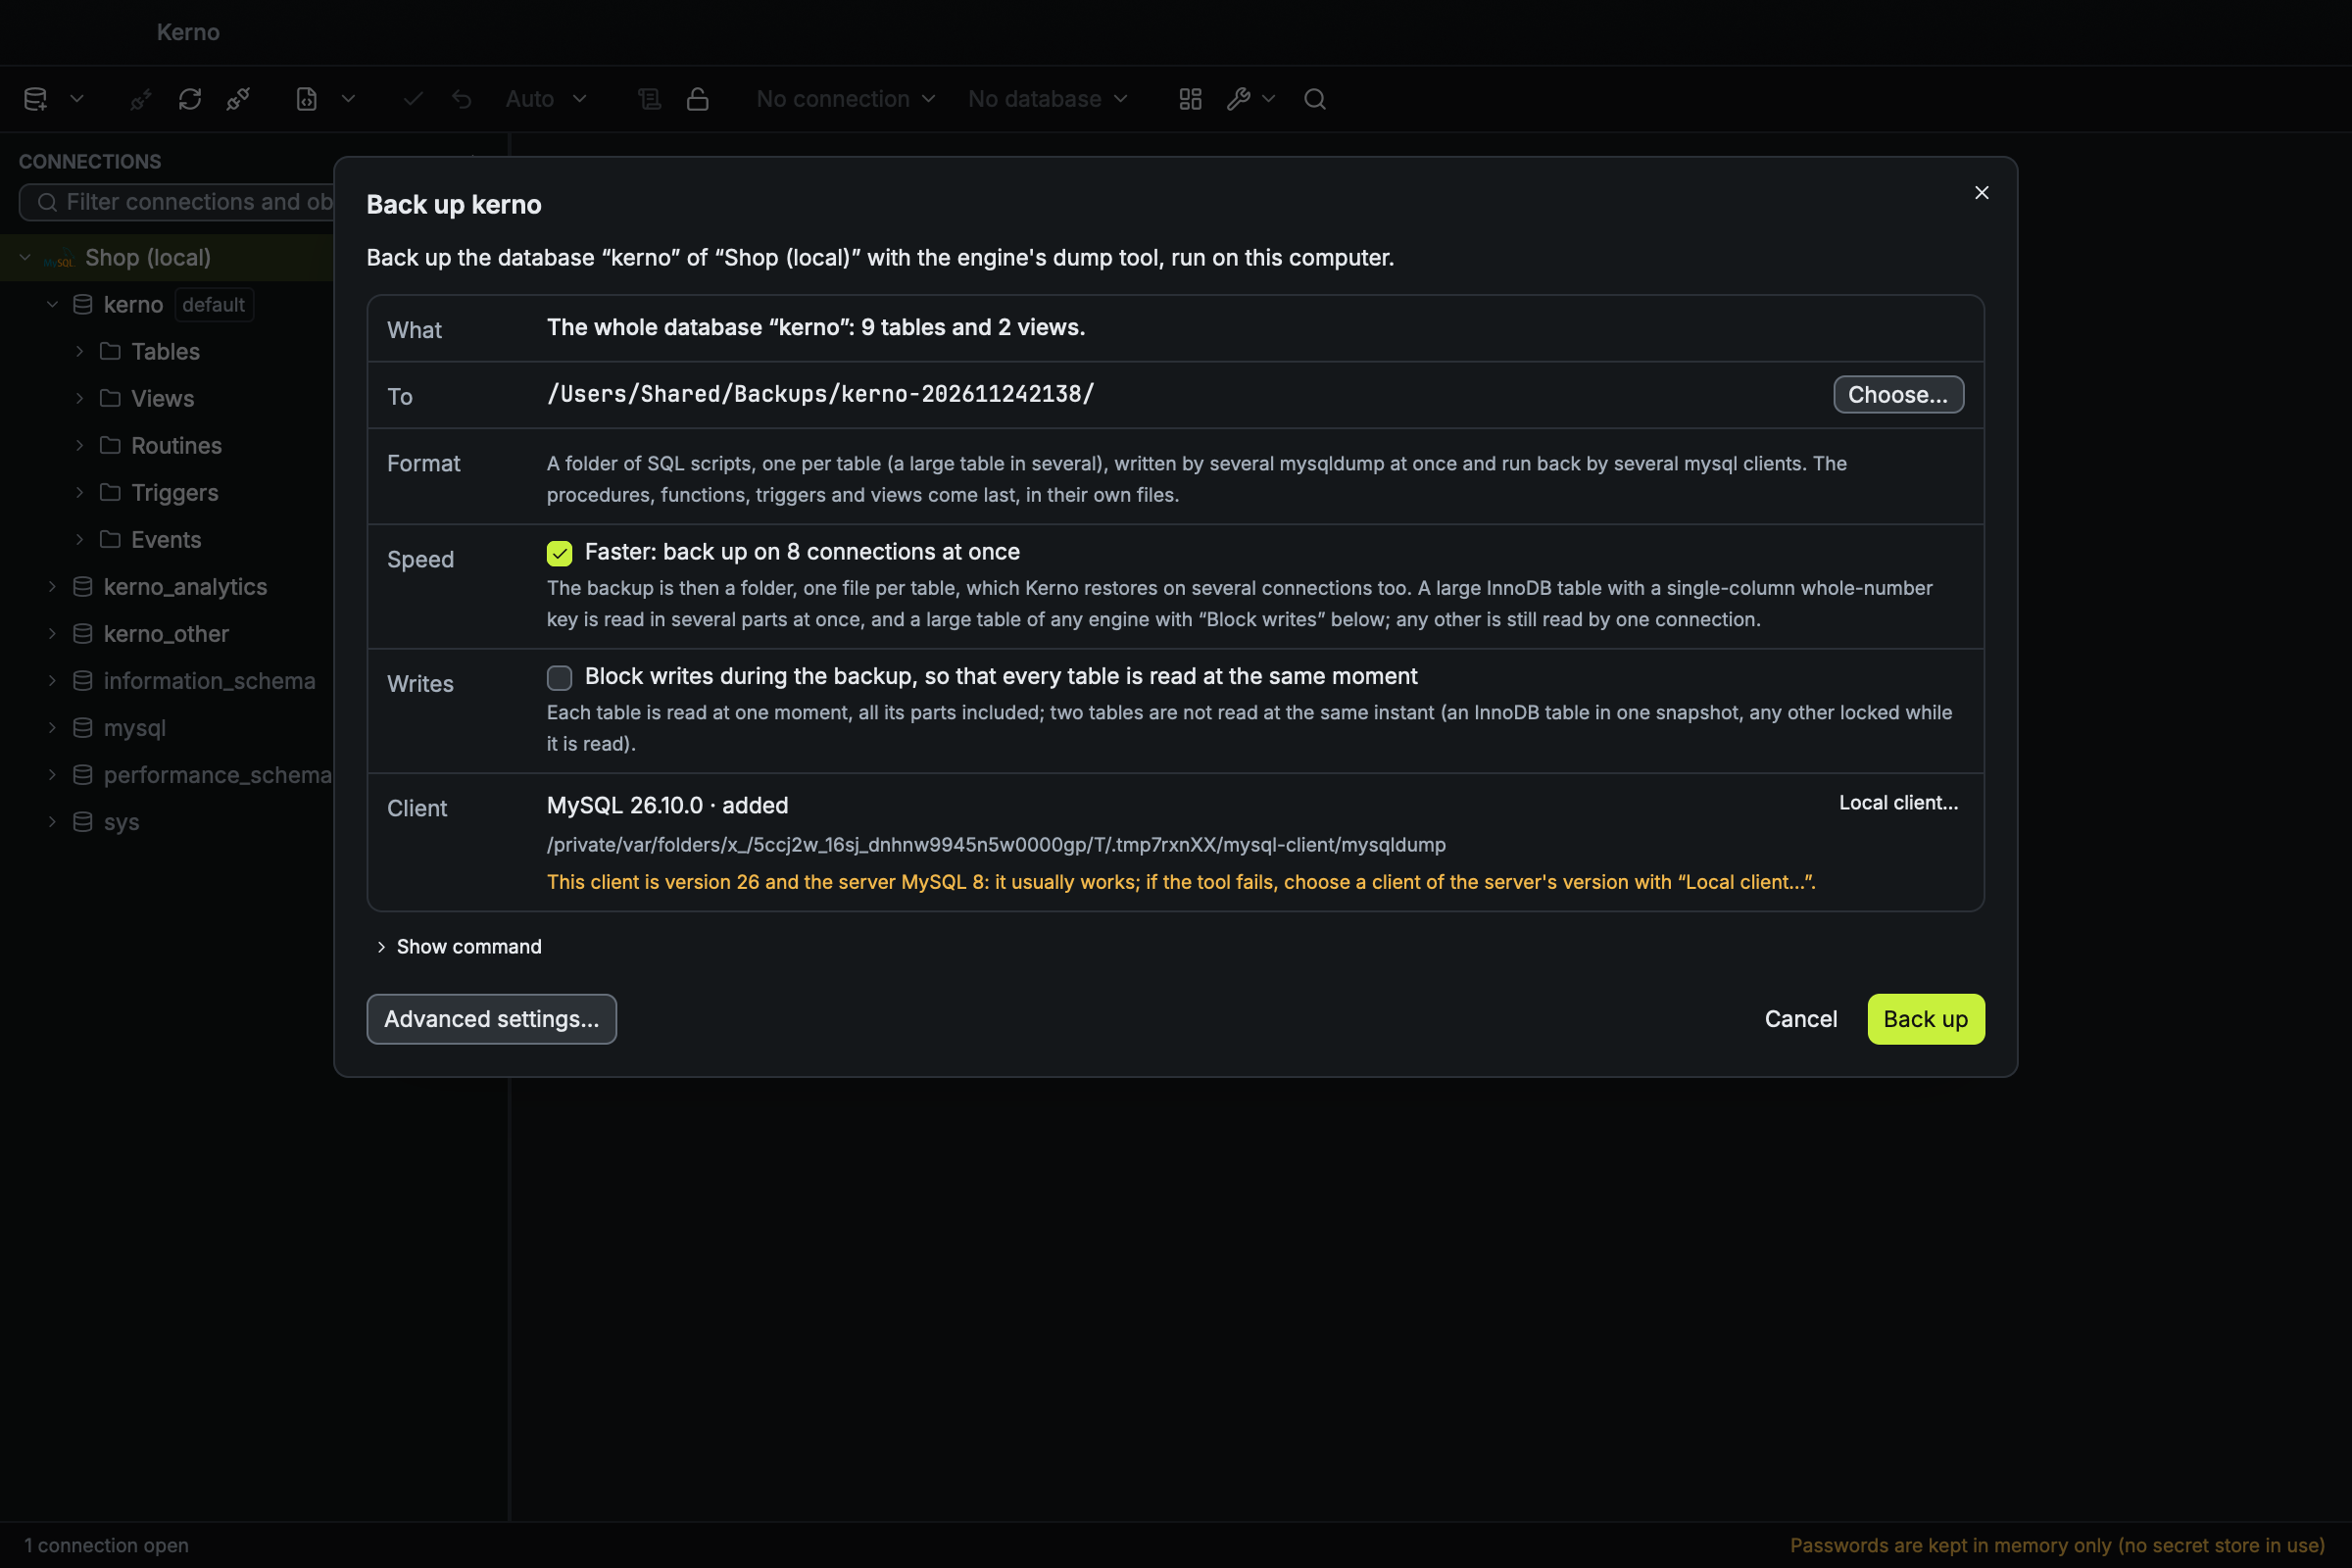 Kerno
Auto
No connection
No database
CONNECTIONS
Filter connections and ob
MySQL Shop (local)
kerno default
Tables
Views
Routines
Triggers
Events
kerno_analytics
kerno_other
information_schema
mysql
performance_schema
sys
Back up kerno
Back up the database “kerno” of “Shop (local)” with the engine's dump tool, run on this computer.
What
The whole database “kerno”: 9 tables and 2 views.
To
/Users/Shared/Backups/kerno-202611242138/
Choose...
Format
A folder of SQL scripts, one per table (a large table in several), written by several mysqldump at once and run back by several mysql clients. The
procedures, functions, triggers and views come last, in their own files.
Speed
Faster: back up on 8 connections at once
The backup is then a folder, one file per table, which Kerno restores on several connections too. A large InnoDB table with a single-column whole-number
key is read in several parts at once, and a large table of any engine with “Block writes” below; any other is still read by one connection.
Writes
Block writes during the backup, so that every table is read at the same moment
Each table is read at one moment, all its parts included; two tables are not read at the same instant (an InnoDB table in one snapshot, any other locked while
it is read).
Client
MySQL 26.10.0 · added
Local client...
/private/var/folders/x_/5ccj2w_16sj_dnhnw9945n5w0000gp/T/.tmp7rxnXX/mysql-client/mysqldump
This client is version 26 and the server MySQL 8: it usually works; if the tool fails, choose a client of the server's version with “Local client...”.
Show command
Advanced settings...
Cancel
Back up
1 connection open
Passwords are kept in memory only (no secret store in use)